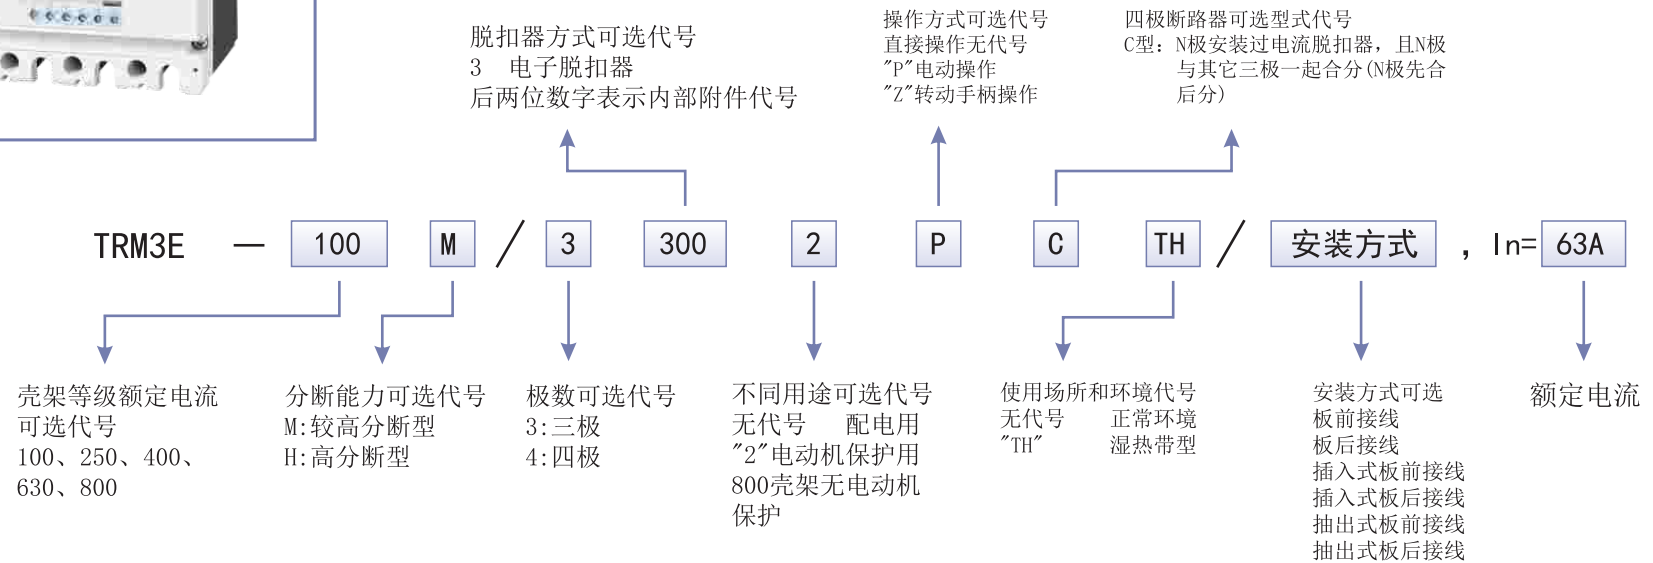 脱扣器方式可选代号
3 电子脱扣器
后两位数字表示内部附件代号
操作方式可选代号
直接操作无代号
"P"电动操作
"Z"转动手柄操作
四极断路器可选型式代号
C型：N极安装过电流脱扣器，且N极
与其它三极一起合分(N极先合
后分)
TRM3E — 100 M / 3 300 2 P C TH / 安装方式 , In= 63A
壳架等级额定电流
可选代号
100、250、400、
630、800
分断能力可选代号
M:较高分断型
H:高分断型
极数可选代号
3:三极
4:四极
不同用途可选代号
无代号 配电用
"2"电动机保护用
800壳架无电动机
保护
使用场所和环境代号
无代号 正常环境
"TH" 湿热带型
安装方式可选
板前接线
板后接线
插入式板前接线
插入式板后接线
抽出式板前接线
抽出式板后接线
额定电流